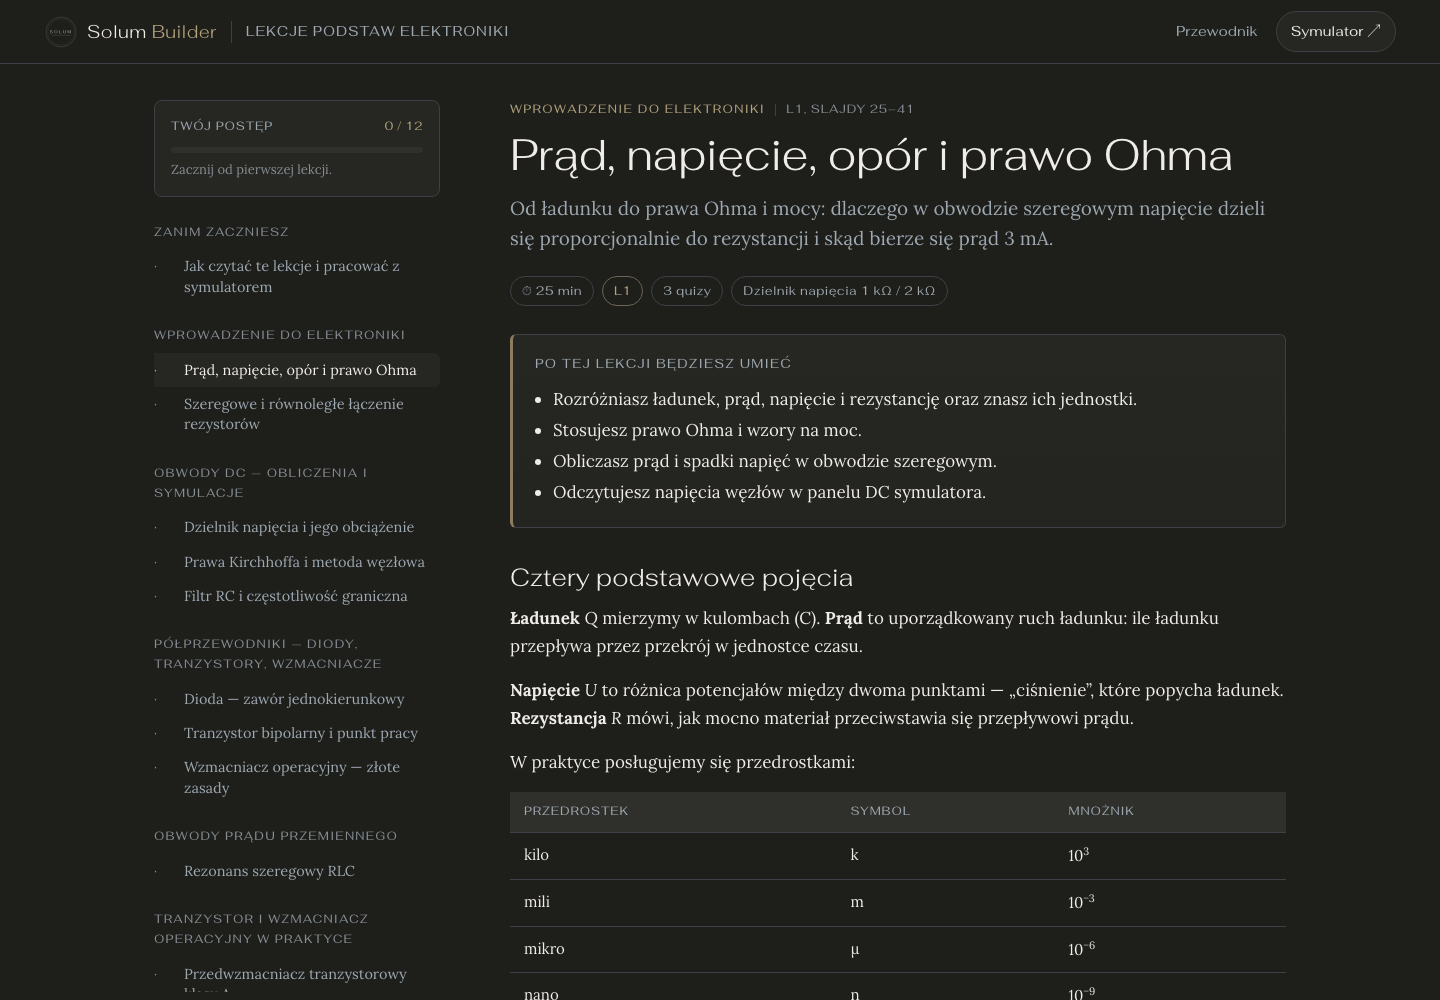 SOLUM
Solum Builder
LEKCJE PODSTAW ELEKTRONIKI
Przewodnik
Symulator ↗
TWÓJ POSTĘP
0 / 12
Zacznij od pierwszej lekcji.
ZANIM ZACZNIESZ
· Jak czytać te lekcje i pracować z
symulatorem
WPROWADZENIE DO ELEKTRONIKI
· Prąd, napięcie, opór i prawo Ohma
· Szeregowe i równoległe łączenie
rezystorów
OBWODY DC — OBLICZENIA I
SYMULACJE
· Dzielnik napięcia i jego obciążenie
· Prawa Kirchhoffa i metoda węzłowa
· Filtr RC i częstotliwość graniczna
PÓŁPRZEWODNIKI — DIODY,
TRANZYSTORY, WZMACNIACZE
· Dioda — zawór jednokierunkowy
· Tranzystor bipolarny i punkt pracy
· Wzmacniacz operacyjny — złote
zasady
OBWODY PRĄDU PRZEMIENNEGO
· Rezonans szeregowy RLC
TRANZYSTOR I WZMACNIACZ
OPERACYJNY W PRAKTYCE
· Przedwzmacniacz tranzystorowy
WPROWADZENIE DO ELEKTRONIKI | L1, SLAJDY 25–41
Prąd, napięcie, opór i prawo Ohma
Od ładunku do prawa Ohma i mocy: dlaczego w obwodzie szeregowym napięcie dzieli
się proporcjonalnie do rezystancji i skąd bierze się prąd 3 mA.
⏱ 25 min
L1
3 quizy
Dzielnik napięcia 1 kΩ / 2 kΩ
PO TEJ LEKCJI BĘDZIESZ UMIEĆ
• Rozróżniasz ładunek, prąd, napięcie i rezystancję oraz znasz ich jednostki.
• Stosujesz prawo Ohma i wzory na moc.
• Obliczasz prąd i spadki napięć w obwodzie szeregowym.
• Odczytujesz napięcia węzłów w panelu DC symulatora.
Cztery podstawowe pojęcia
Ładunek Q mierzymy w kulombach (C). Prąd to uporządkowany ruch ładunku: ile ładunku
przepływa przez przekrój w jednostce czasu.
Napięcie U to różnica potencjałów między dwoma punktami — „ciśnienie”, które popycha ładunek.
Rezystancja R mówi, jak mocno materiał przeciwstawia się przepływowi prądu.
W praktyce posługujemy się przedrostkami:
PRZEDROSTEK SYMBOL MNOŻNIK
kilo k 10³
mili m 10⁻³
mikro μ 10⁻⁶
nano n 10⁻⁹